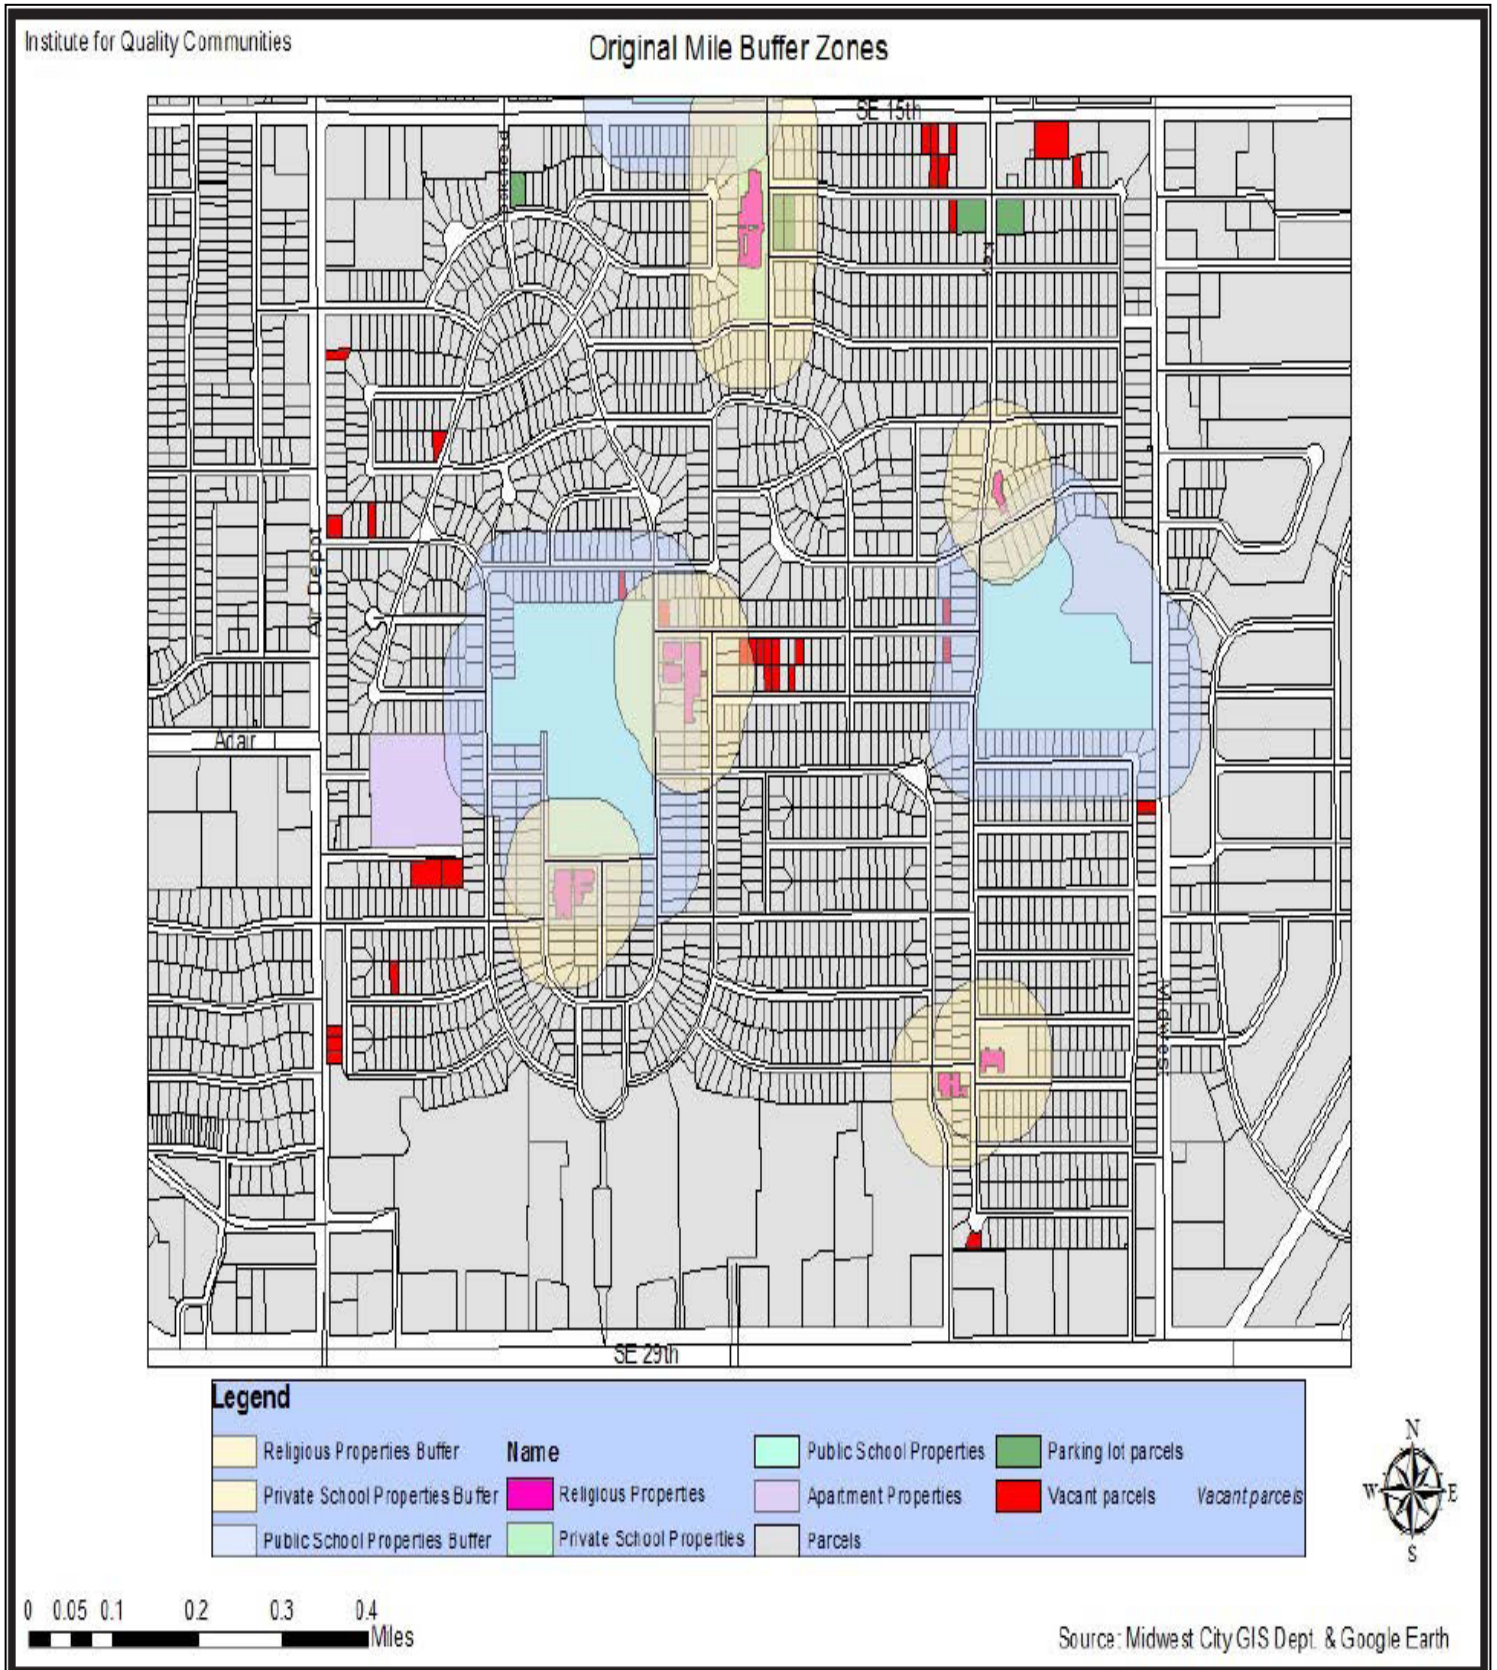 Institute for Quality Communities
Original Mile Buffer Zones
SE 15th
Air Depot
Adair
Midwest
SE 29th
Legend
Religious Properties Buffer
Private School Properties Buffer
Public School Properties Buffer
Name
Religious Properties
Private School Properties
Public School Properties
Apartment Properties
Parcels
Parking lot parcels
Vacant parcels
Vacant parcels
N
W
E
S
0 0.05 0.1 0.2 0.3 0.4
Miles
Source: Midwest City GIS Dept. & Google Earth